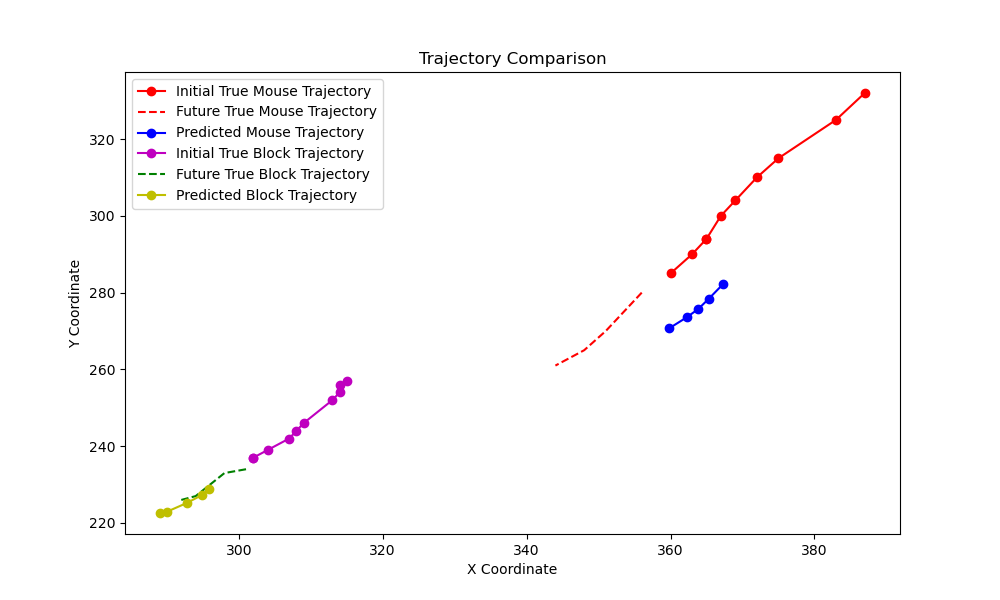 Trajectory Comparison
Initial True Mouse Trajectory
Future True Mouse Trajectory
Predicted Mouse Trajectory
Initial True Block Trajectory
Future True Block Trajectory
Predicted Block Trajectory
Y Coordinate
320
300
280
260
240
220
300 320 340 360 380
X Coordinate